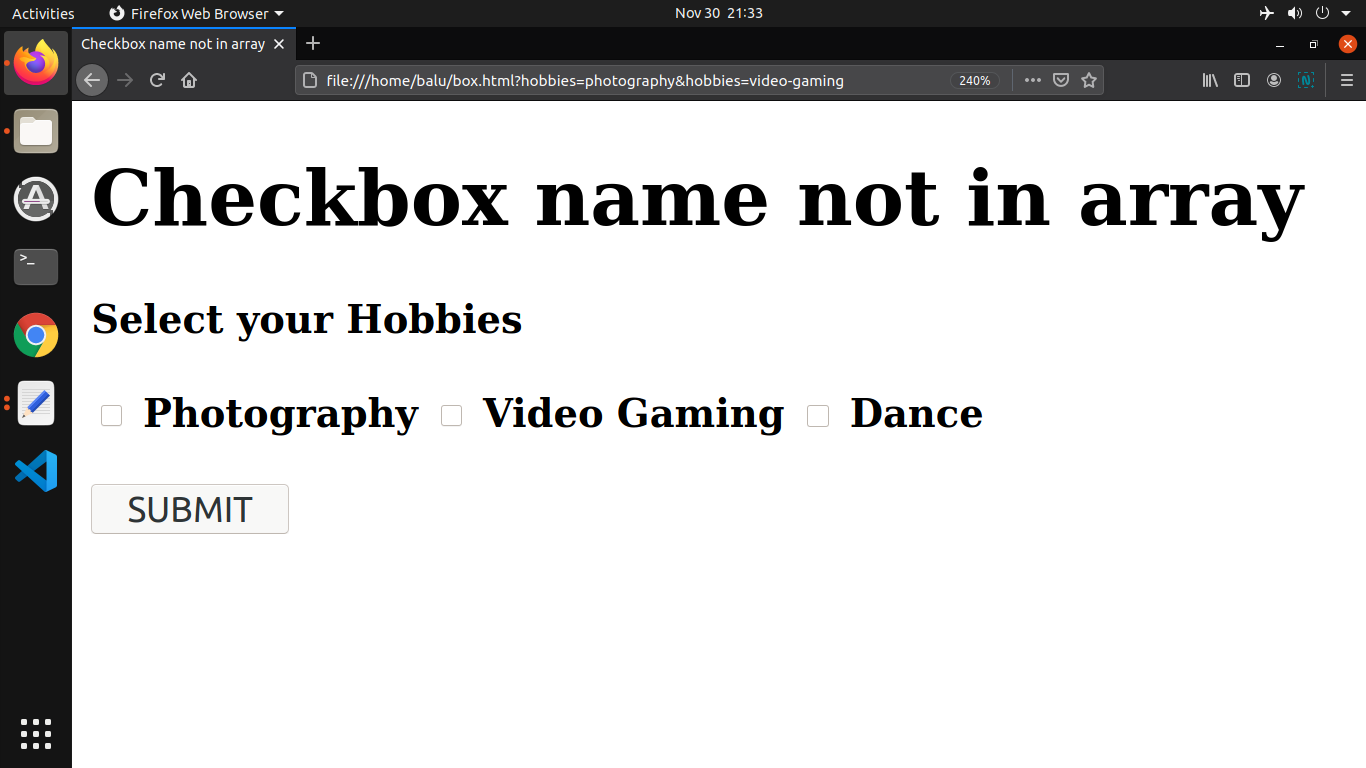 Activities Firefox Web Browser Nov 30 21:33
Checkbox name not in array
file:///home/balu/box.html?hobbies=photography&hobbies=video-gaming 240%
Checkbox name not in array
Select your Hobbies
Photography Video Gaming Dance
SUBMIT